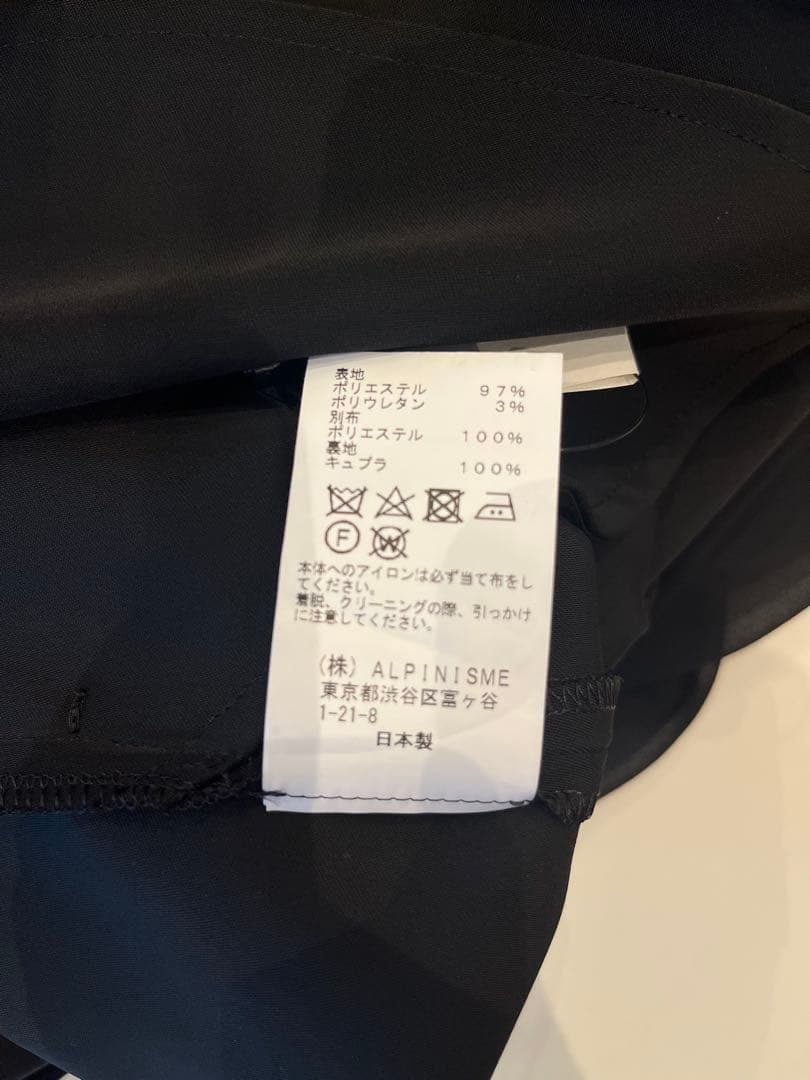 表地
ポリエステル 97%
ポリウレタン 3%
別布
ポリエステル 100%
裏地
キュプラ 100%
F W
本体へのアイロンは必ず当て布をし
てください。
着脱、クリーニングの際、引っかけ
に注意してください。
(株) ALPINISME
東京都渋谷区富ヶ谷
1-21-8
日本製